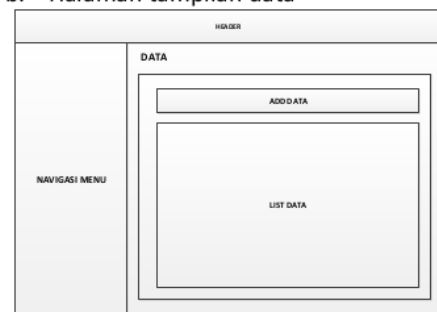 b. Halaman tampilan data
HEADER
DATA
ADD DATA
NAVIGASI MENU
LIST DATA